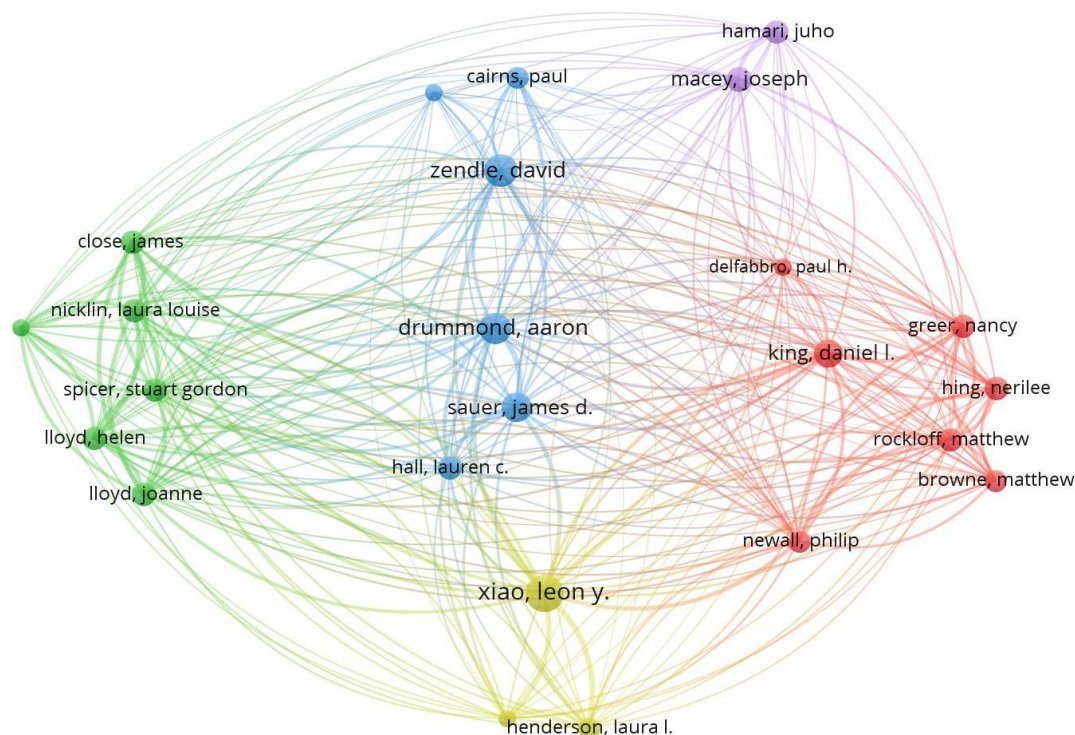 hamari, juho
cairns, paul
macey, joseph
zendle, david
close, james
delfabbro, paul h.
nicklin, laura louise
drummond, aaron
greer, nancy
king, daniel l.
spicer, stuart gordon
hing, nerilee
sauer, james d.
lloyd, helen
rockloff, matthew
hall, lauren c.
browne, matthew
lloyd, joanne
newall, philip
xiao, leon y.
henderson, laura l.